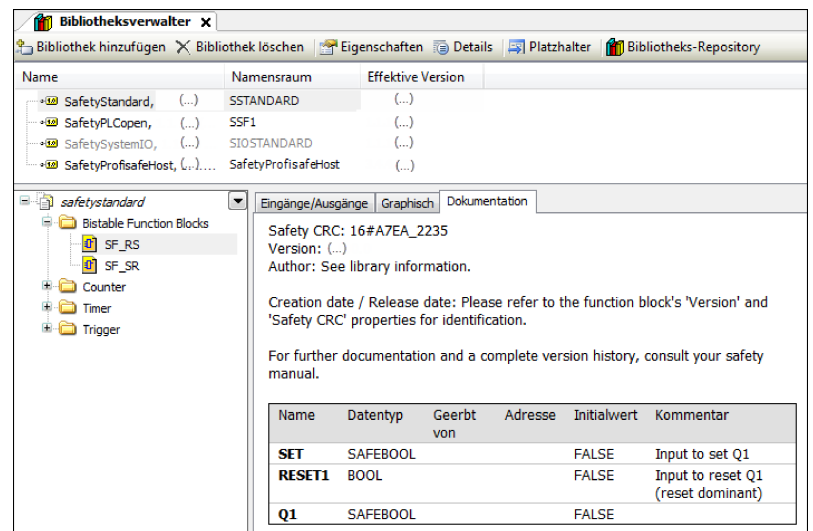 Bibliotheksverwalter x
Bibliothek hinzufügen Bibliothek löschen Eigenschaften Details Platzhalter Bibliotheks-Repository
Name Namensraum Effektive Version
SafetyStandard, (...) SSTANDARD (...)
SafetyPLCopen, (...) SSF1 (...)
SafetySystemIO, (...) SIOSTANDARD (...)
SafetyProfisafeHost, (...).... SafetyProfisafeHost (...)
safetystandard
Bistable Function Blocks
SF_RS
SF_SR
Counter
Timer
Trigger
Eingänge/Ausgänge Graphisch Dokumentation
Safety CRC: 16#A7EA_2235
Version: (...)
Author: See library information.
Creation date / Release date: Please refer to the function block's 'Version' and
'Safety CRC' properties for identification.
For further documentation and a complete version history, consult your safety
manual.
Name Datentyp Geerbt Adresse Initialwert Kommentar
von
SET SAFEBOOL FALSE Input to set Q1
RESET1 BOOL FALSE Input to reset Q1
(reset dominant)
Q1 SAFEBOOL FALSE